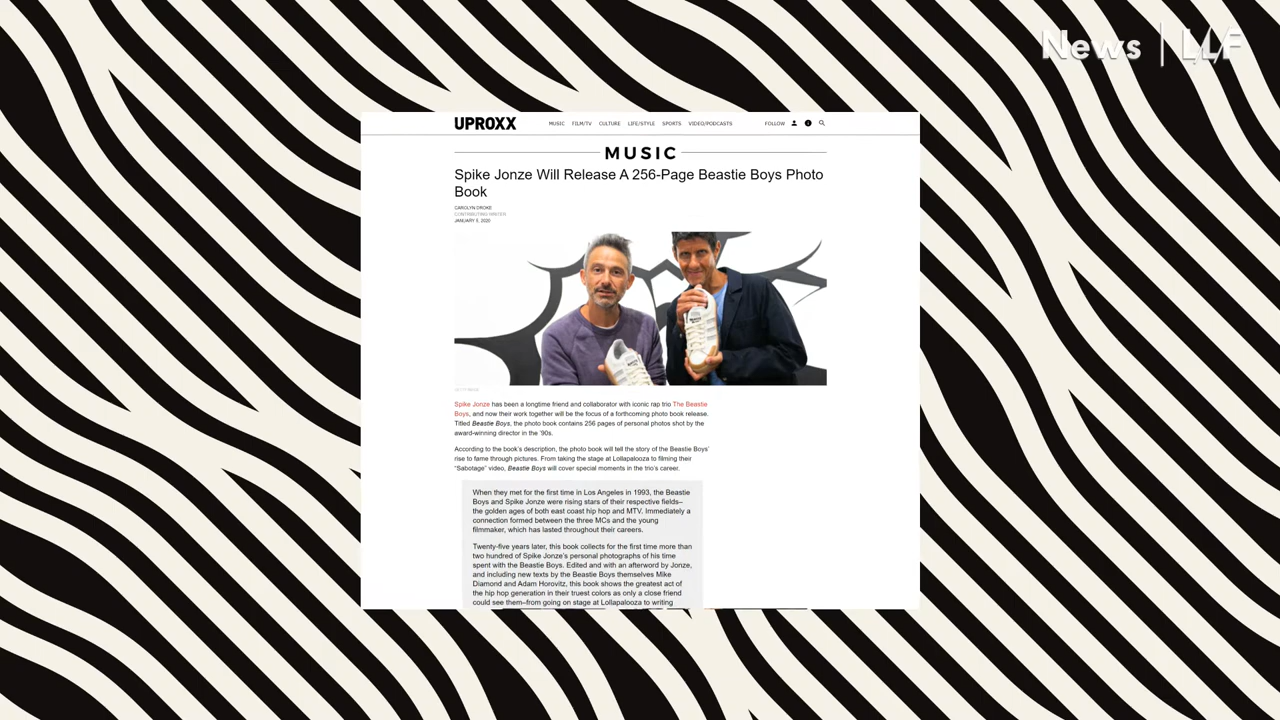 News | LLF
UPROXX
MUSIC FILM/TV CULTURE LIFE/STYLE SPORTS VIDEO/PODCASTS FOLLOW
MUSIC
Spike Jonze Will Release A 256-Page Beastie Boys Photo
Book
CAROLYN DROKE
CONTRIBUTING WRITER
JANUARY 5, 2020
Spike Jonze has been a longtime friend and collaborator with iconic rap trio The Beastie
Boys, and now their work together will be the focus of a forthcoming photo book release.
Titled Beastie Boys, the photo book contains 256 pages of personal photos shot by the
award-winning director in the '90s.
According to the book's description, the photo book will tell the story of the Beastie Boys'
rise to fame through pictures. From taking the stage at Lollapalooza to filming their
"Sabotage" video, Beastie Boys will cover special moments in the trio's career.
When they met for the first time in Los Angeles in 1993, the Beastie
Boys and Spike Jonze were rising stars of their respective fields–
the golden ages of both east coast hip hop and MTV. Immediately a
connection formed between the three MCs and the young
filmmaker, which has lasted throughout their careers.
Twenty-five years later, this book collects for the first time more than
two hundred of Spike Jonze's personal photographs of his time
spent with the Beastie Boys. Edited and with an afterword by Jonze,
and including new texts by the Beastie Boys themselves Mike
Diamond and Adam Horovitz, this book shows the greatest act of
the hip hop generation in their truest colors as only a close friend
could see them–from going on stage at Lollapalooza to writing